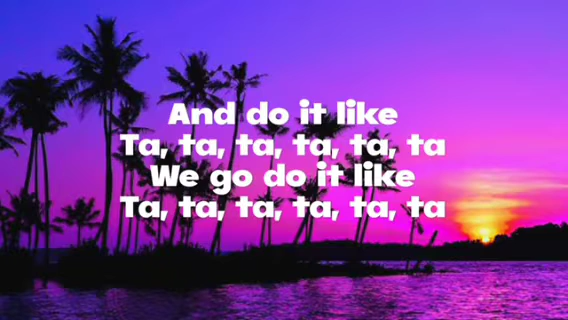 And do it like
Ta, ta, ta, ta, ta, ta
We go do it like
Ta, ta, ta, ta, ta, ta